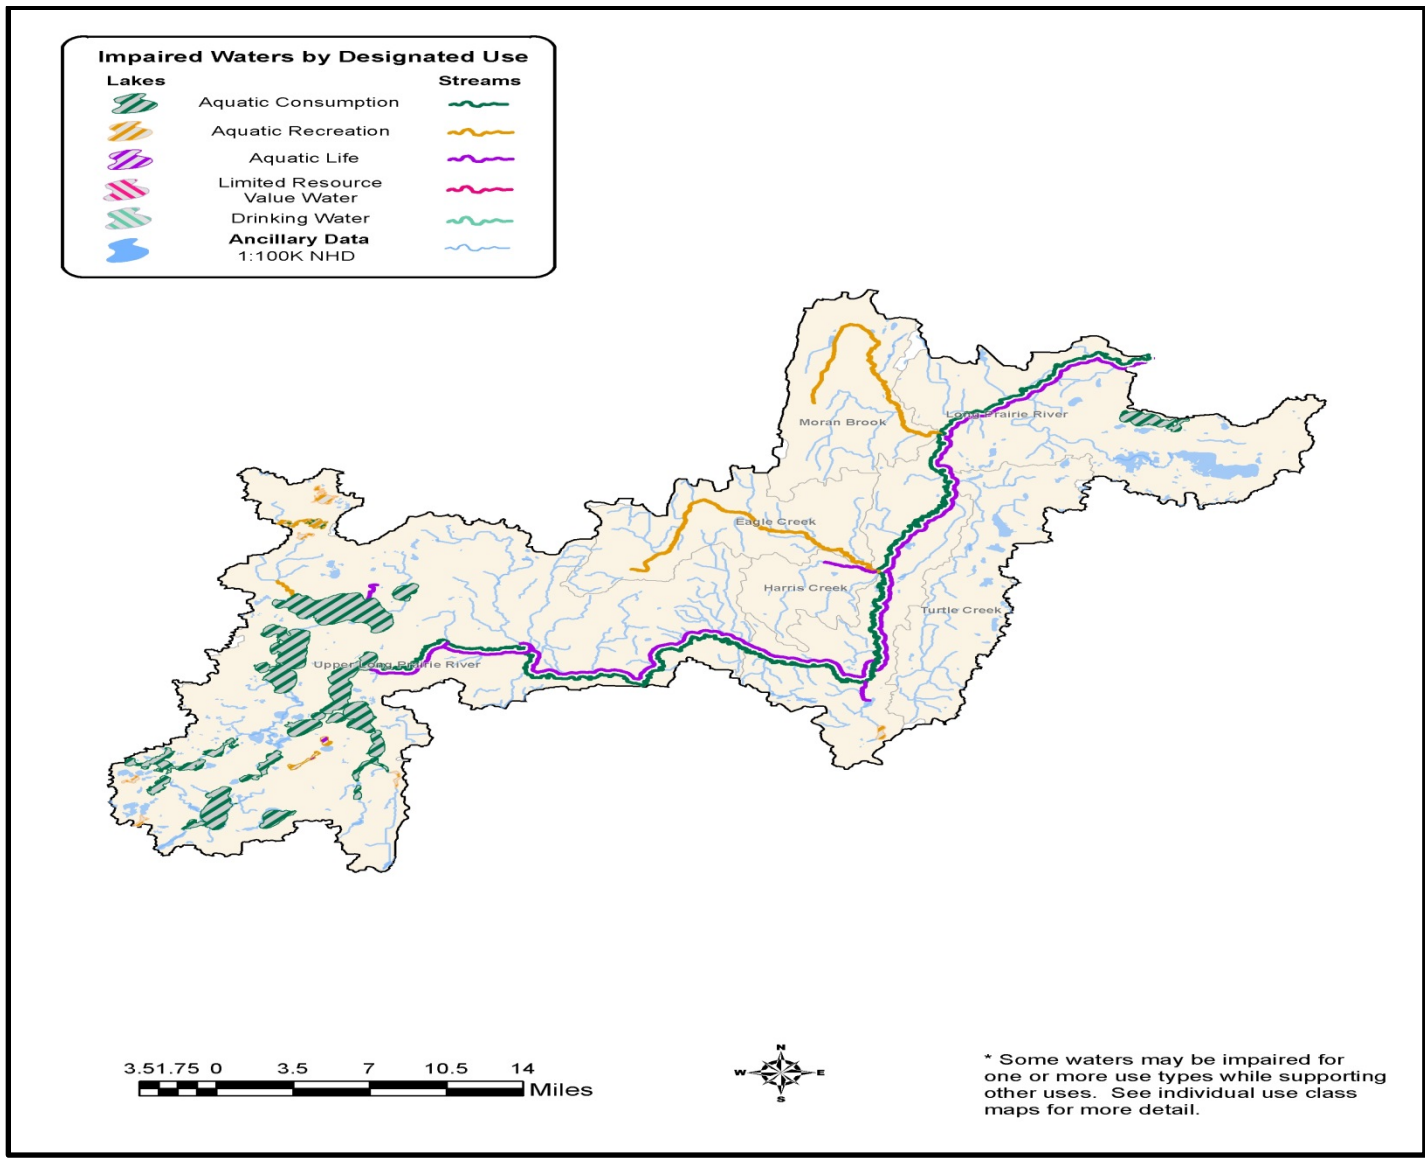 Impaired Waters by Designated Use
Lakes Streams
Aquatic Consumption
Aquatic Recreation
Aquatic Life
Limited Resource
Value Water
Drinking Water
Ancillary Data
1:100K NHD
Long Prairie River
Moran Brook
Eagle Creek
Harris Creek
Turtle Creek
Upper Long Prairie River
3.51.75 0 3.5 7 10.5 14
Miles
N
W E
S
* Some waters may be impaired for
one or more use types while supporting
other uses. See individual use class
maps for more detail.